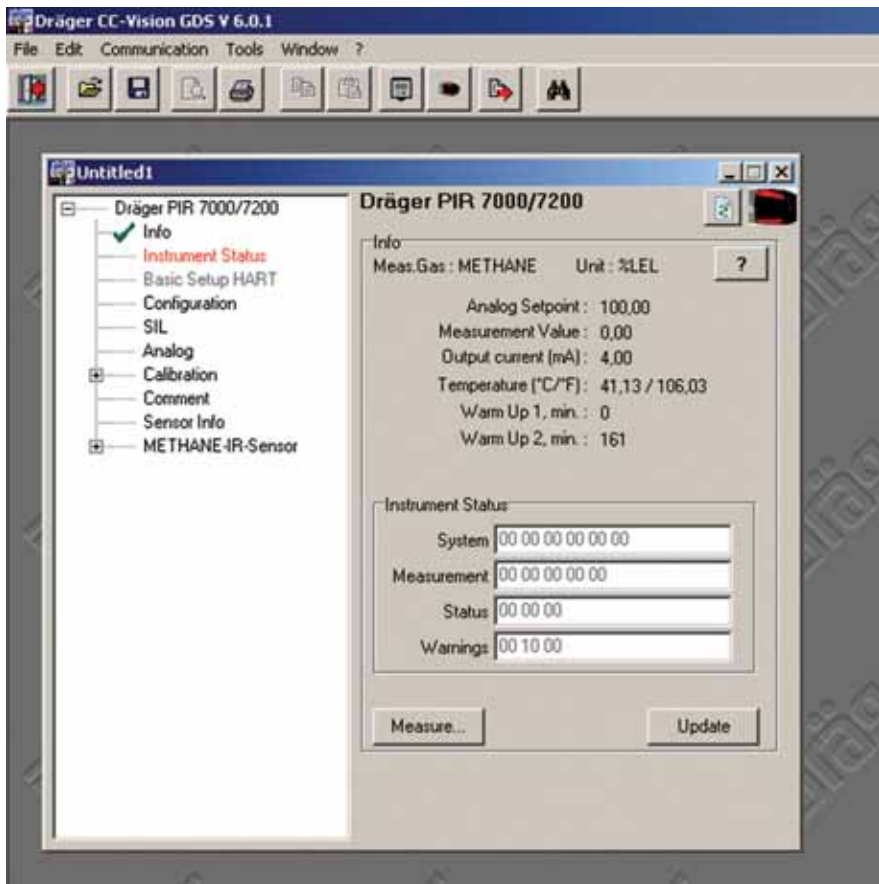 Dräger CC-Vision GDS V 6.0.1
File Edit Communication Tools Window ?
Untitled1
Dräger PIR 7000/7200
Info
Instrument Status
Basic Setup HART
Configuration
SIL
Analog
Calibration
Comment
Sensor Info
METHANE-IR-Sensor
Dräger PIR 7000/7200
Info
Meas.Gas : METHANE Unit : %LEL ?
Analog Setpoint : 100,00
Measurement Value : 0,00
Output current (mA) : 4,00
Temperature (°C/°F) : 41,13 / 106,03
Warm Up 1, min. : 0
Warm Up 2, min. : 161
Instrument Status
System 00 00 00 00 00 00
Measurement 00 00 00 00 00
Status 00 00 00
Warnings 00 10 00
Measure... Update